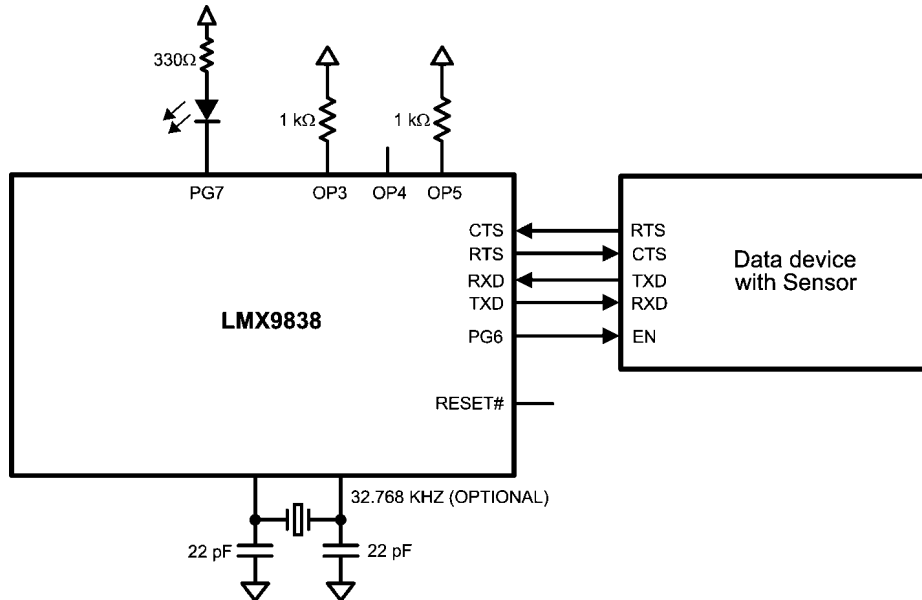 330Ω
1 kΩ
1 kΩ
PG7
OP3
OP4
OP5
CTS
RTS
RXD
TXD
PG6
RESET#
LMX9838
RTS
CTS
TXD
RXD
EN
Data device
with Sensor
32.768 KHZ (OPTIONAL)
22 pF
22 pF